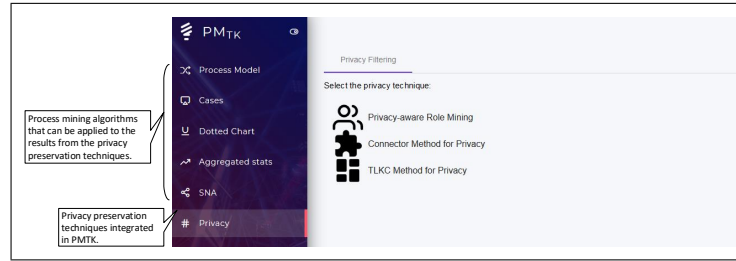 PMTK
Process Model
Cases
Dotted Chart
Aggregated stats
SNA
# Privacy
Process mining algorithms
that can be applied to the
results from the privacy
preservation techniques.
Privacy preservation
techniques integrated
in PMTK.
Privacy Filtering
Select the privacy technique:
Privacy-aware Role Mining
Connector Method for Privacy
TLKC Method for Privacy